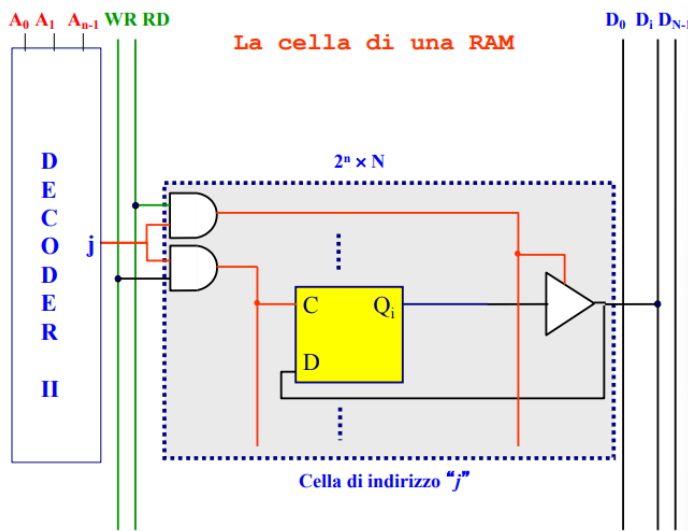 A₀ A₁ Aₙ₋₁ WR RD
D₀ Dᵢ D_N-1
La cella di una RAM
2ⁿ × N
D
E
C
O
D
E
R
II
j
C Qᵢ
D
Cella di indirizzo “j”